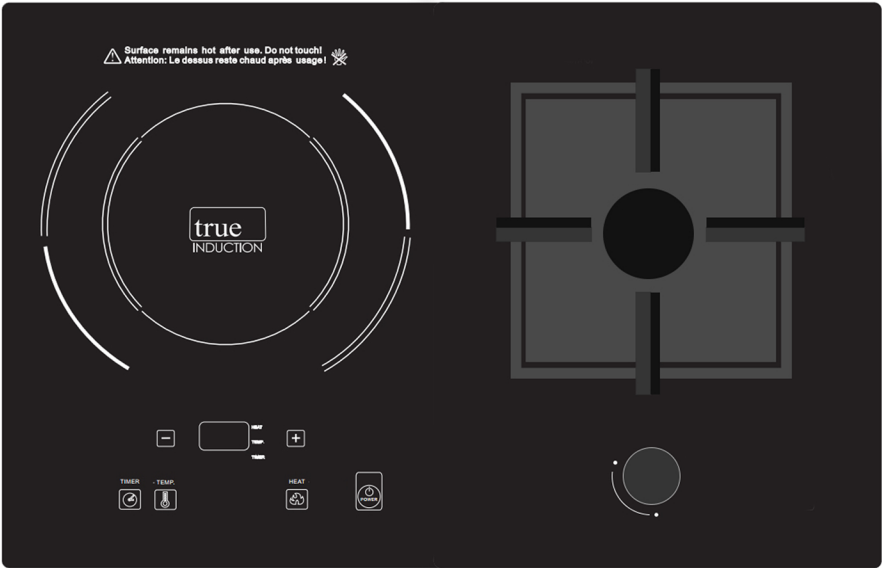 Surface remains hot after use. Do not touch!
Attention: Le dessus reste chaud après usage!
true
INDUCTION
HEAT
TEMP.
TIMER
TIMER
- TEMP.
HEAT
POWER